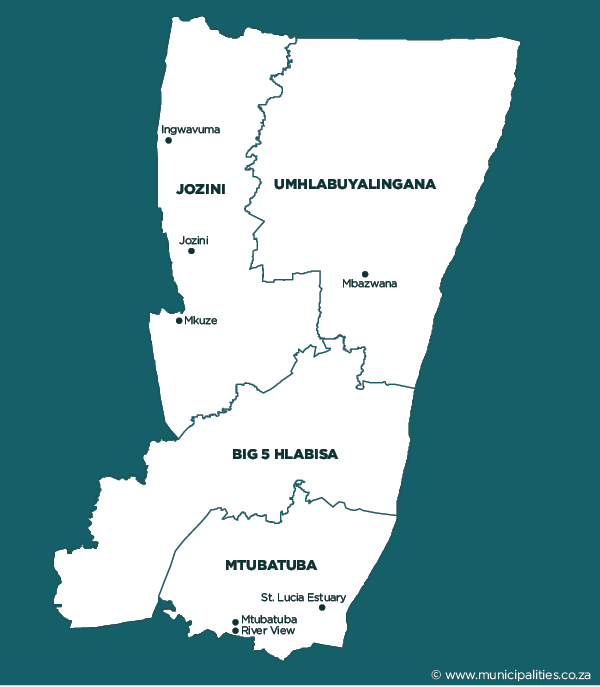 Ingwavuma
JOZINI
UMHLABUYALINGANA
Jozini
Mbazwana
Mkuze
BIG 5 HLABISA
MTUBATUBA
St. Lucia Estuary
Mtubatuba
River View
© www.municipalities.co.za